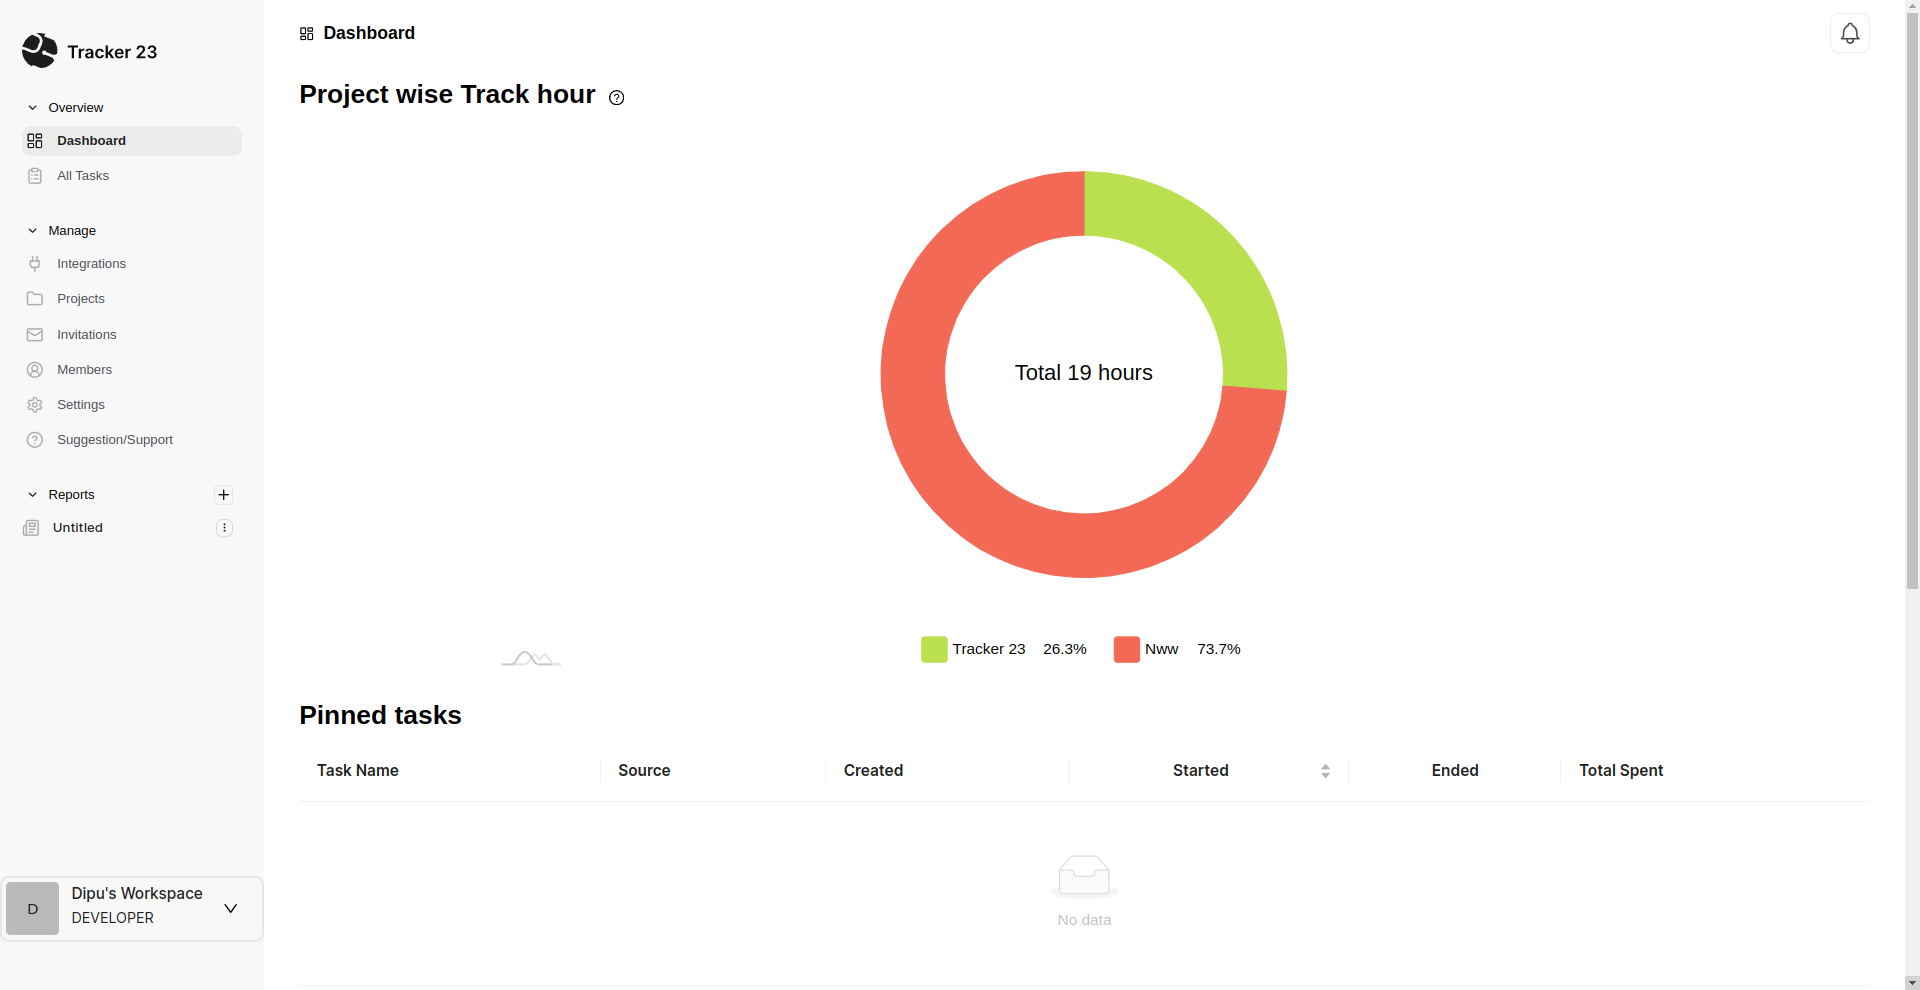 Tracker 23
Overview
Dashboard
All Tasks
Manage
Integrations
Projects
Invitations
Members
Settings
Suggestion/Support
Reports
Untitled
D
Dipu's Workspace
DEVELOPER
Dashboard
Project wise Track hour
Total 19 hours
Tracker 23 26.3% Nww 73.7%
Pinned tasks
Task Name Source Created Started Ended Total Spent
No data